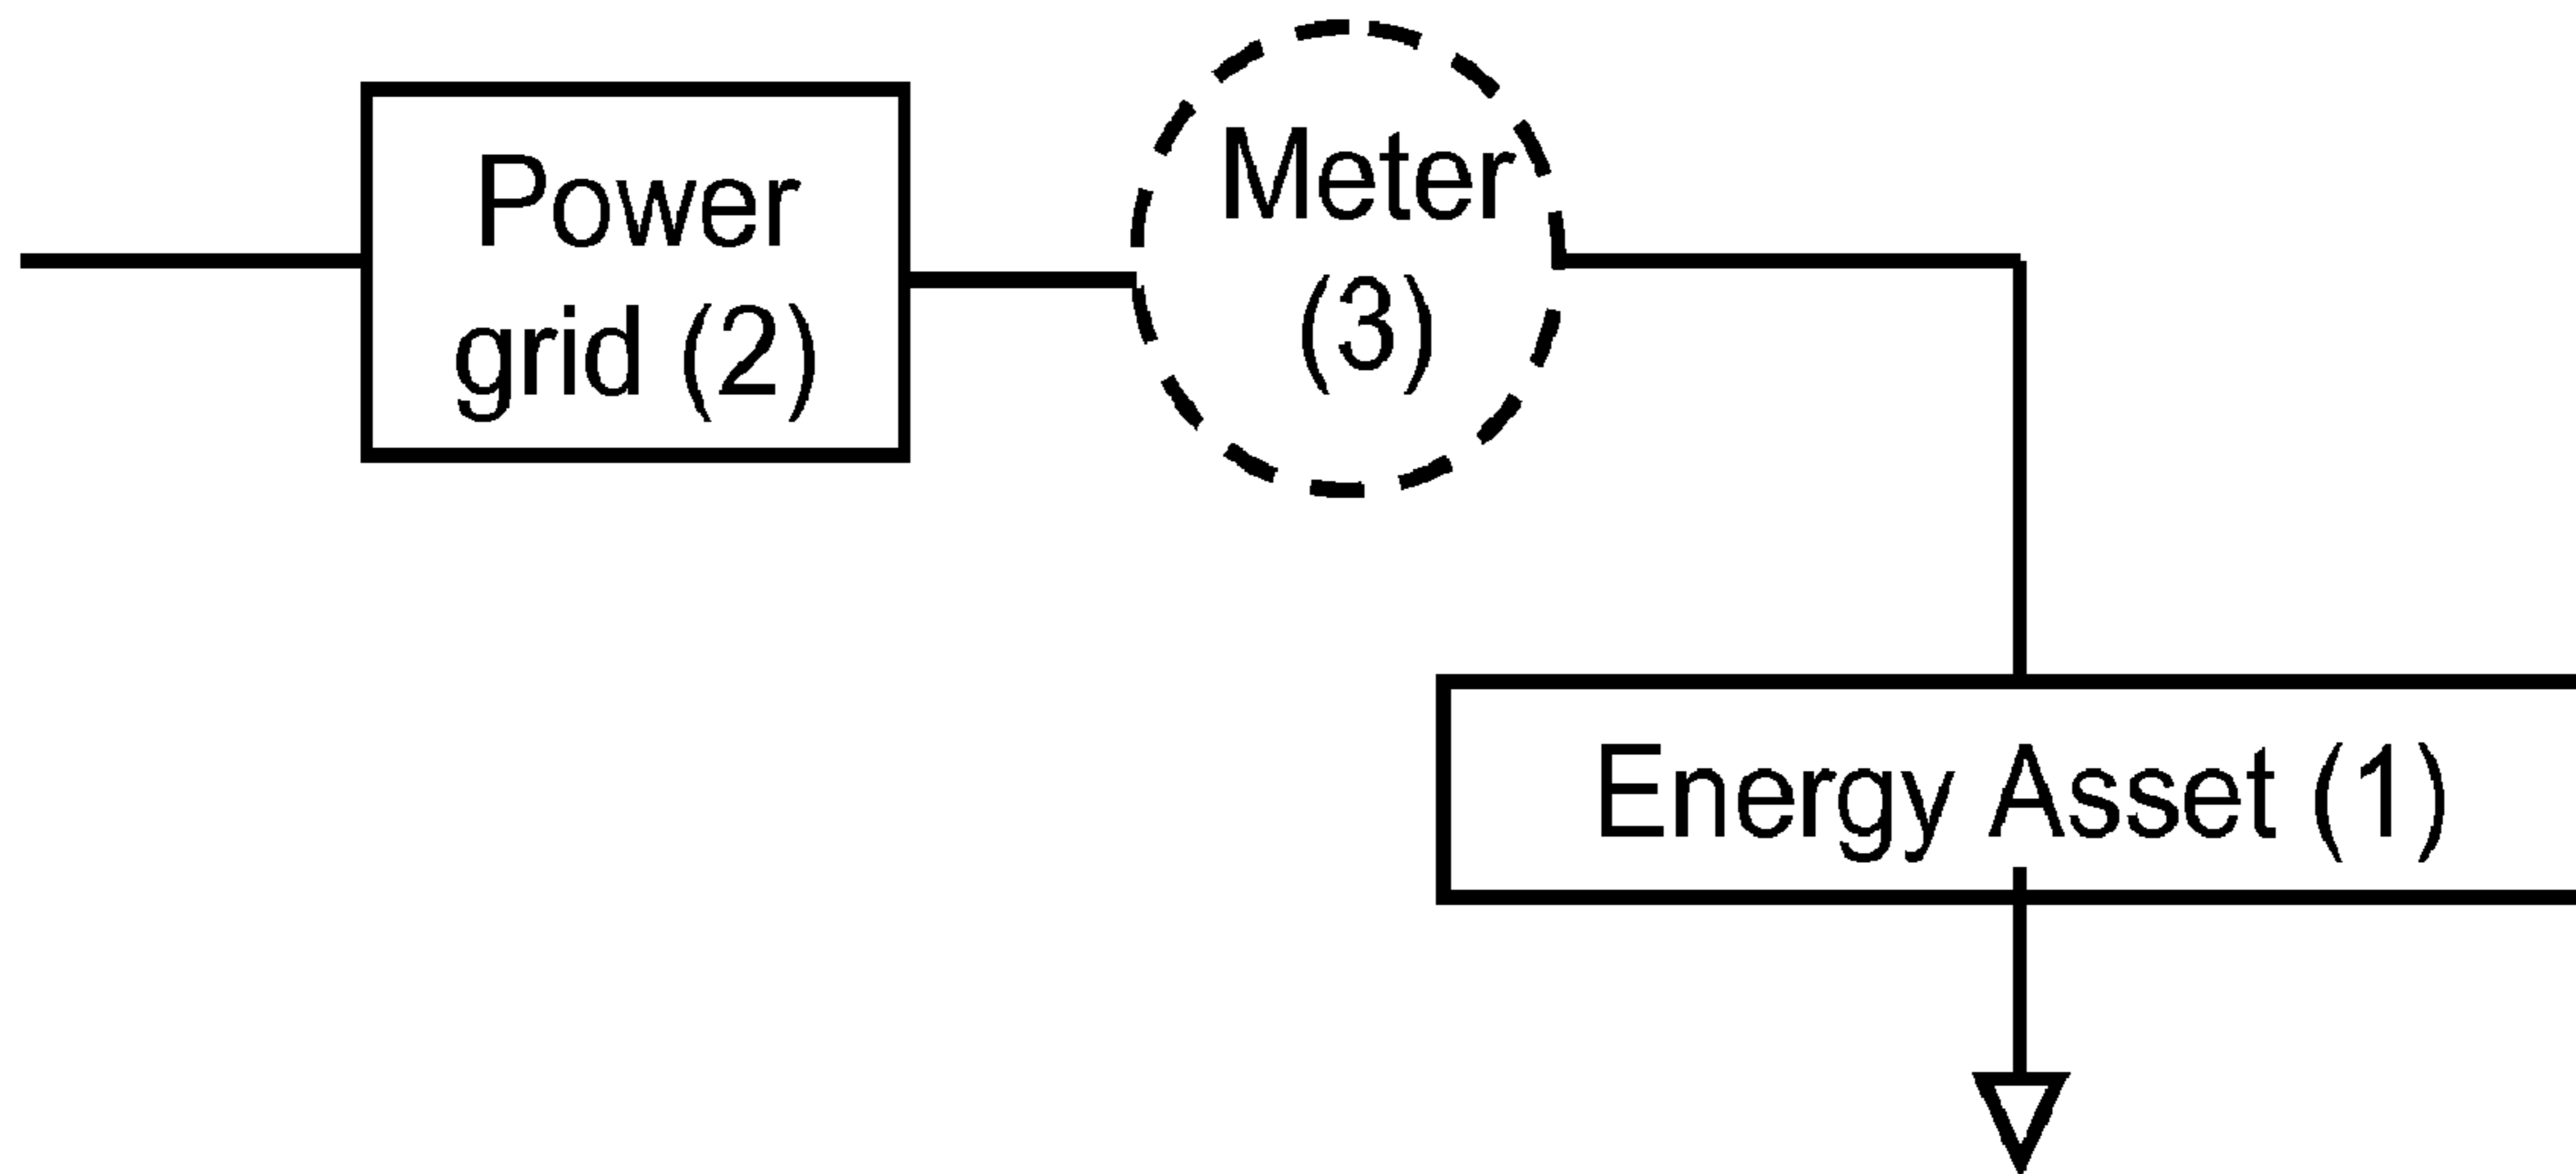 Power
grid (2)
Meter
(3)
Energy Asset (1)